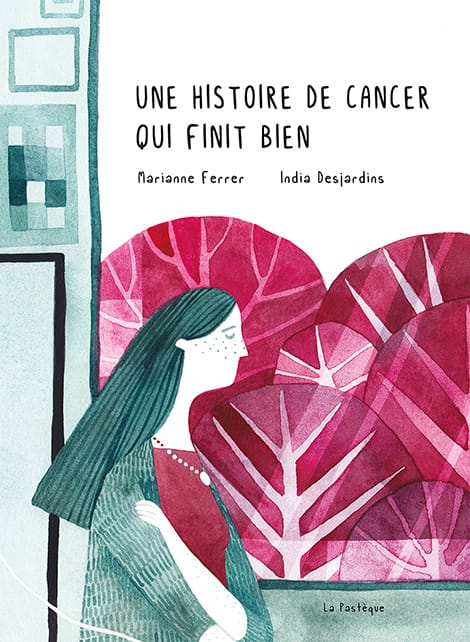 UNE HISTOIRE DE CANCER
QUI FINIT BIEN
Marianne Ferrer India Desjardins
La Pastèque